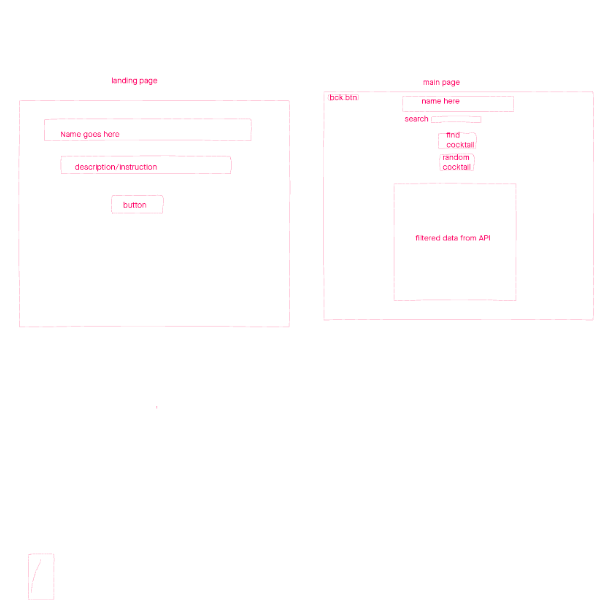 landing page
Name goes here
description/instruction
button
main page
bck.btn
name here
search
find
cocktail
random
cocktail
filtered data from API